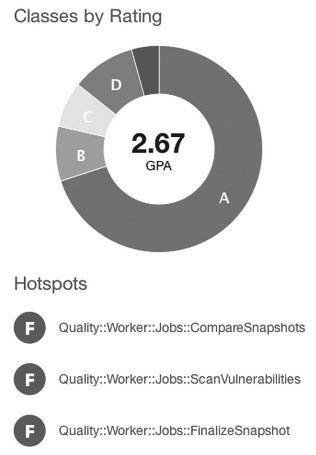 Classes by Rating
D
C
B
A
2.67
GPA
Hotspots
F Quality::Worker::Jobs::CompareSnapshots
F Quality::Worker::Jobs::ScanVulnerabilities
F Quality::Worker::Jobs::FinalizeSnapshot